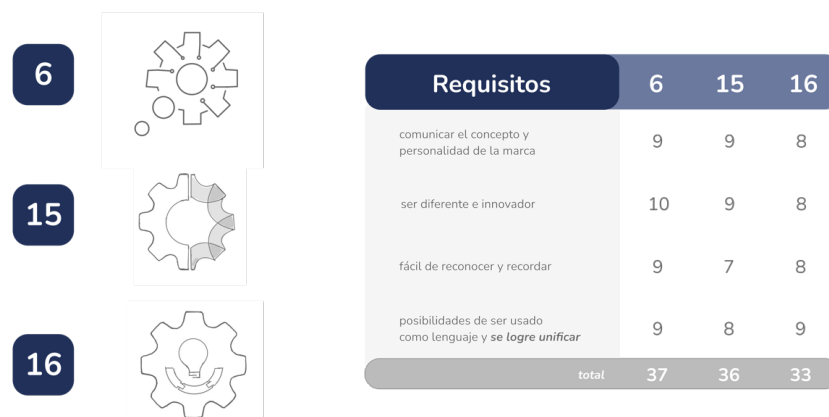 6
15
16
Requisitos 6 15 16
comunicar el concepto y
personalidad de la marca
9 9 8
ser diferente e innovador 10 9 8
fácil de reconocer y recordar 9 7 8
posibilidades de ser usado
como lenguaje y se logre unificar
9 8 9
total 37 36 33